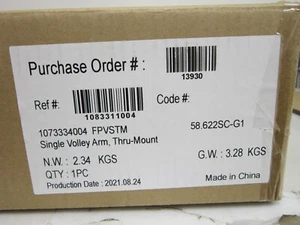 Purchase Order # :
13930
Ref#:
Code#:
1083311004
1073334004 FPVSTM
58.622SC-G1
Single Volley Arm, Thru-Mount
N.W. : 2.34 KGS
G.W. : 3.28 KGS
QTY : 1PC
Production Date : 2021.08.24
Made in China